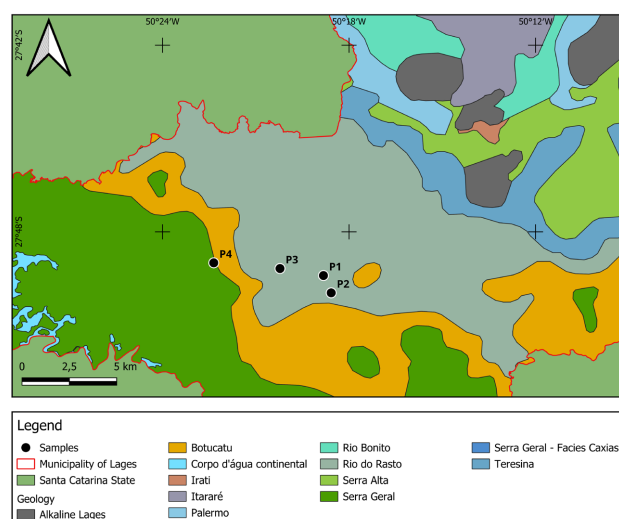 50°24'W 50°18'W 50°12'W
27°42'S
27°48'S
P4
P3
P1
P2
0 2,5 5 km
Legend
Samples
Municipality of Lages
Santa Catarina State
Geology
Alkaline Lages
Botucatu
Corpo d'água continental
Irati
Itararé
Palermo
Rio Bonito
Rio do Rasto
Serra Alta
Serra Geral
Serra Geral - Facies Caxias
Teresina